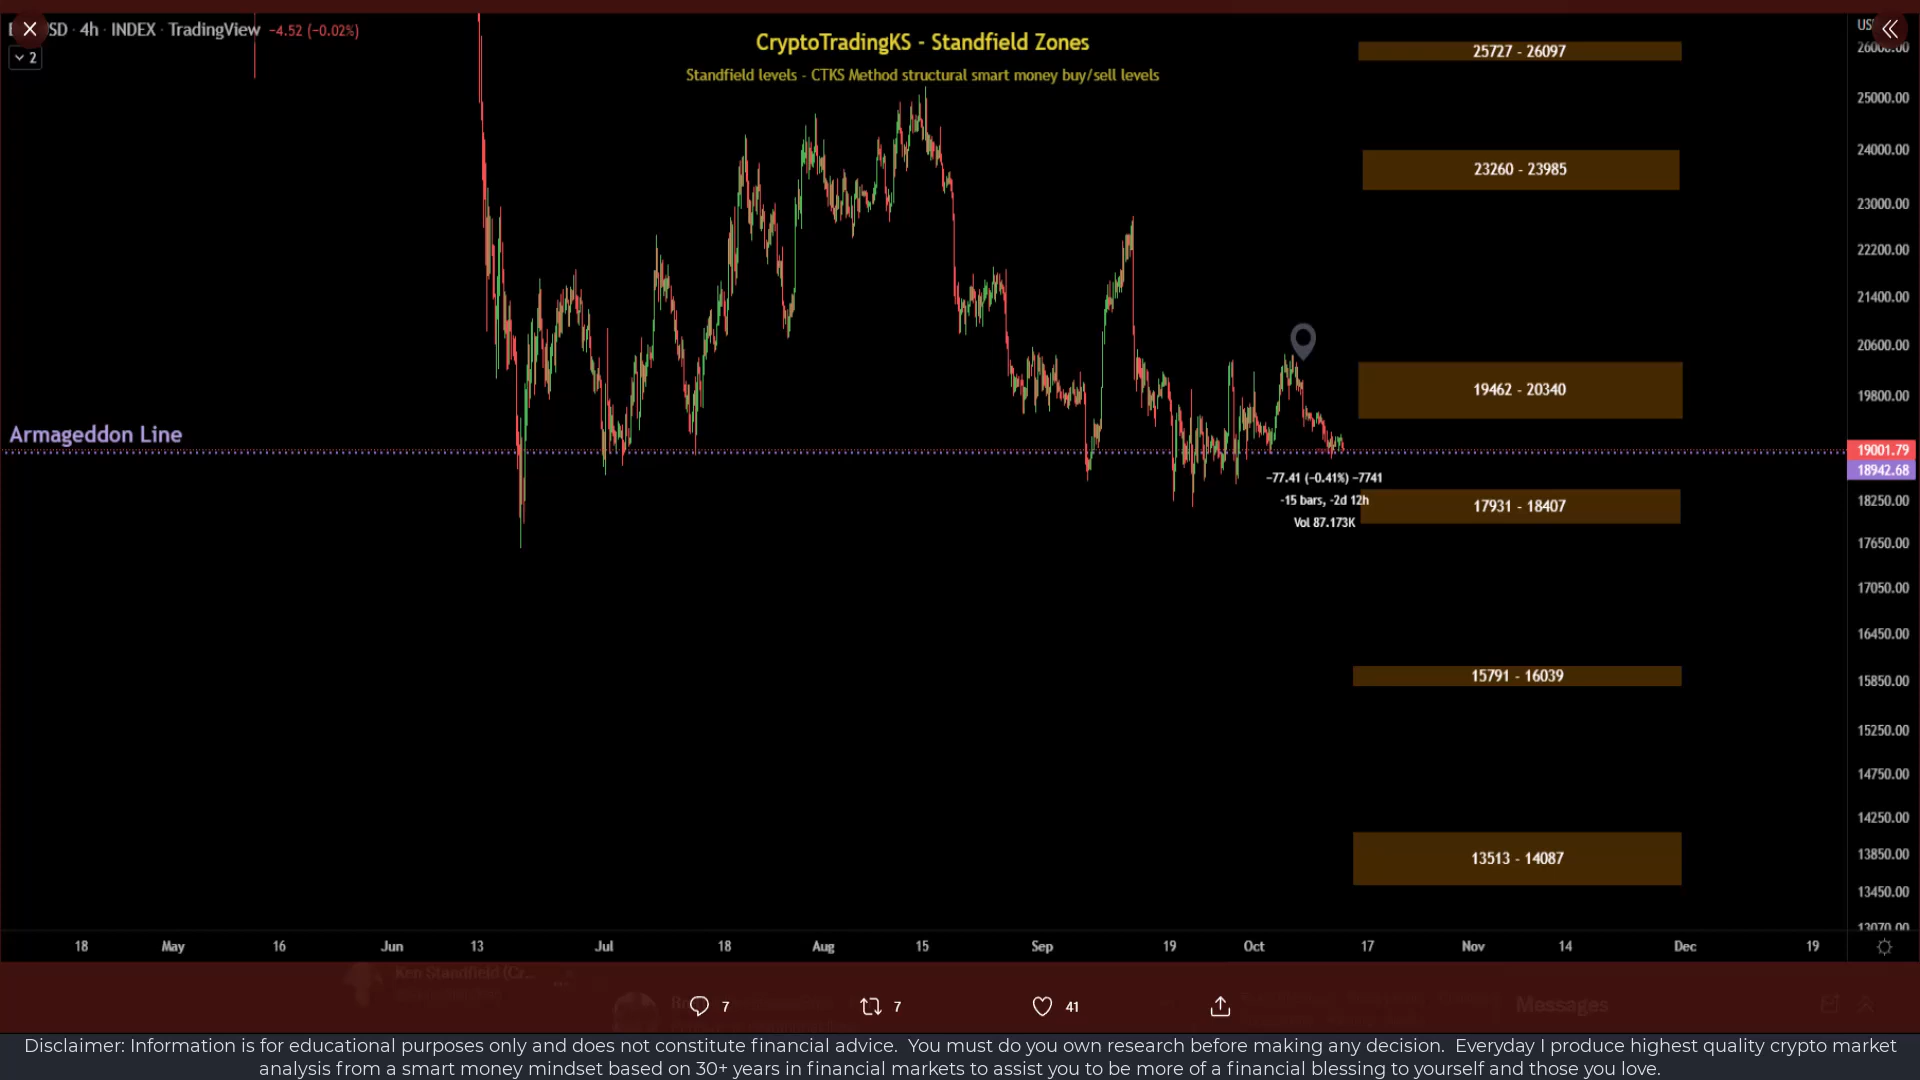 SD · 4h · INDEX · TradingView −4.52 (−0.02%)
2
CryptoTradingKS - Standfield Zones
Standfield levels - CTKS Method structural smart money buy/sell levels
25727 - 26097
23260 - 23985
19462 - 20340
17931 - 18407
15791 - 16039
13513 - 14087
Armageddon Line
−77.41 (−0.41%) −7741
-15 bars, -2d 12h
Vol 87.173K
26000.00
25000.00
24000.00
23000.00
22200.00
21400.00
20600.00
19800.00
19001.79
18942.68
18250.00
17650.00
17050.00
16450.00
15850.00
15250.00
14750.00
14250.00
13850.00
13450.00
13070.00
18 May 16 Jun 13 Jul 18 Aug 15 Sep 19 Oct 17 Nov 14 Dec 19
Ken Standfield (Cr...
Messages
7 7 41
Disclaimer: Information is for educational purposes only and does not constitute financial advice. You must do you own research before making any decision. Everyday I produce highest quality crypto market
analysis from a smart money mindset based on 30+ years in financial markets to assist you to be more of a financial blessing to yourself and those you love.